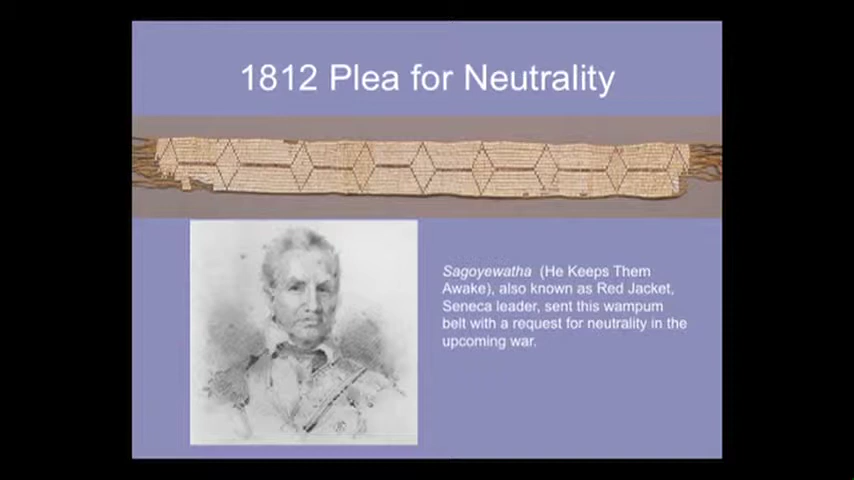 1812 Plea for Neutrality
Sagoyewatha (He Keeps Them
Awake), also known as Red Jacket,
Seneca leader, sent this wampum
belt with a request for neutrality in the
upcoming war.